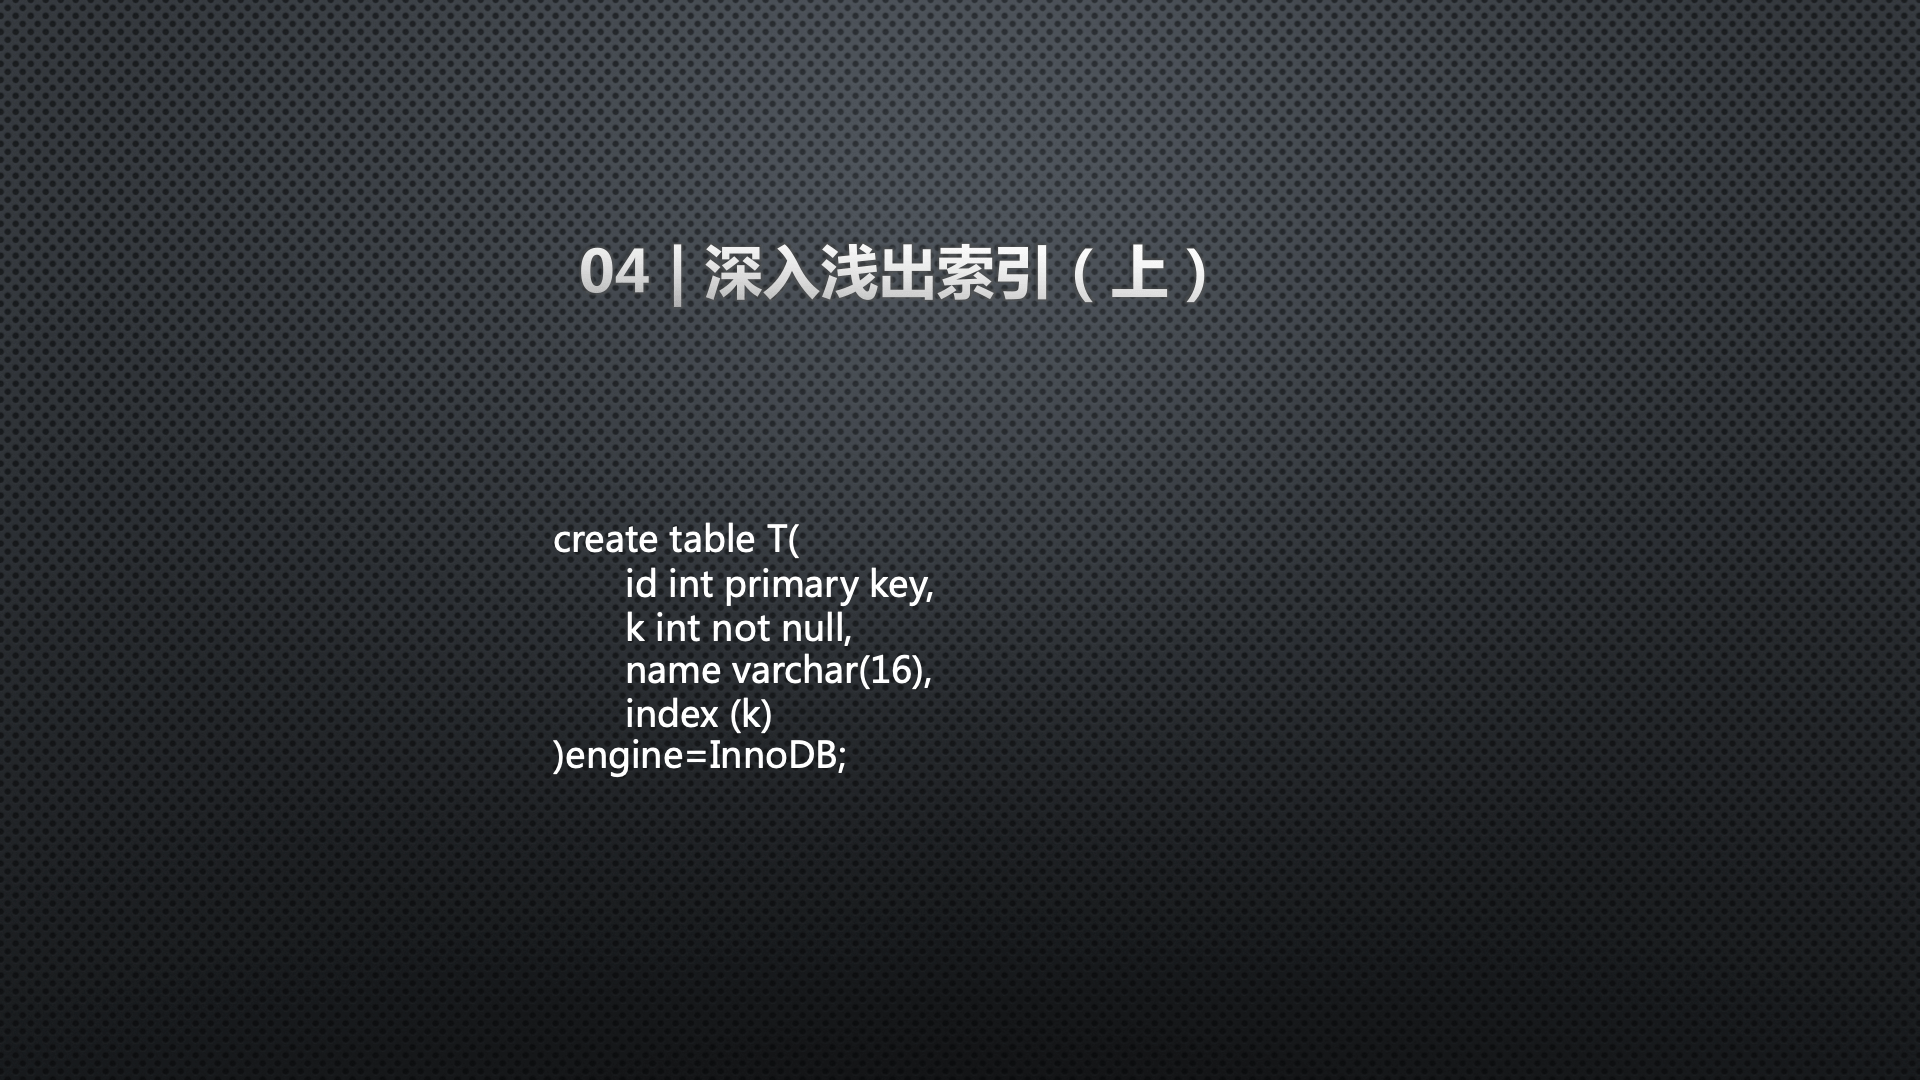 04 | 深入浅出索引（上）
create table T(
id int primary key,
k int not null,
name varchar(16),
index (k)
)engine=InnoDB;